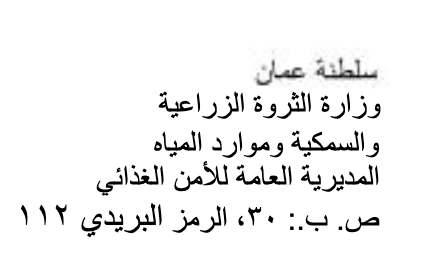 سلطنة عمان
وزارة الثروة الزراعية
والسمكية وموارد المياه
المديرية العامة للأمن الغذائي
ص. ب.: ٣٠، الرمز البريدي ١١٢